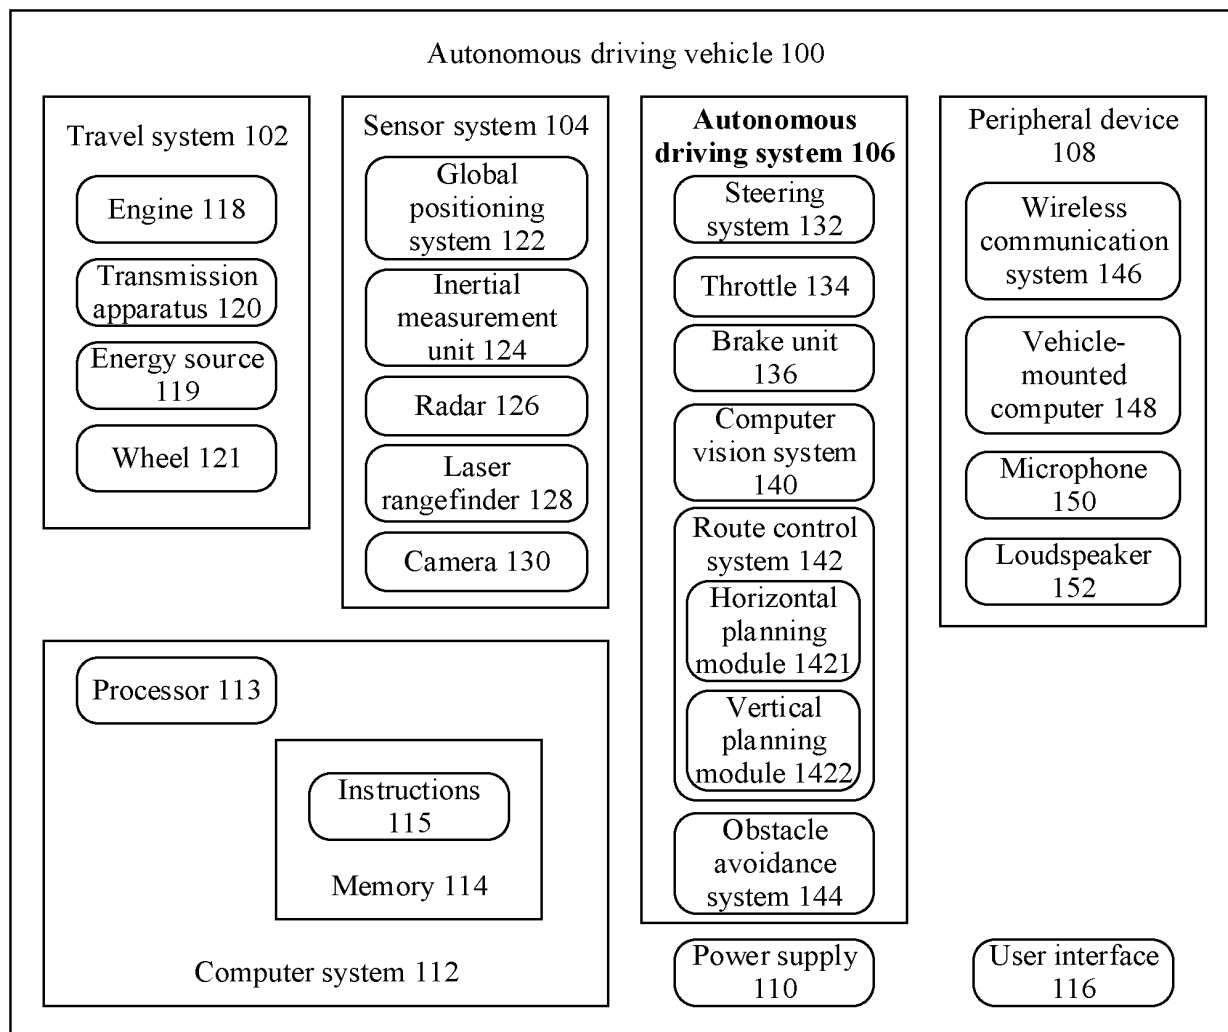 Autonomous driving vehicle 100
Travel system 102
Engine 118
Transmission
apparatus 120
Energy source
119
Wheel 121
Sensor system 104
Global
positioning
system 122
Inertial
measurement
unit 124
Radar 126
Laser
rangefinder 128
Camera 130
Autonomous
driving system 106
Steering
system 132
Throttle 134
Brake unit
136
Computer
vision system
140
Route control
system 142
Horizontal
planning
module 1421
Vertical
planning
module 1422
Obstacle
avoidance
system 144
Peripheral device
108
Wireless
communication
system 146
Vehicle-
mounted
computer 148
Microphone
150
Loudspeaker
152
Processor 113
Instructions
115
Memory 114
Computer system 112
Power supply
110
User interface
116